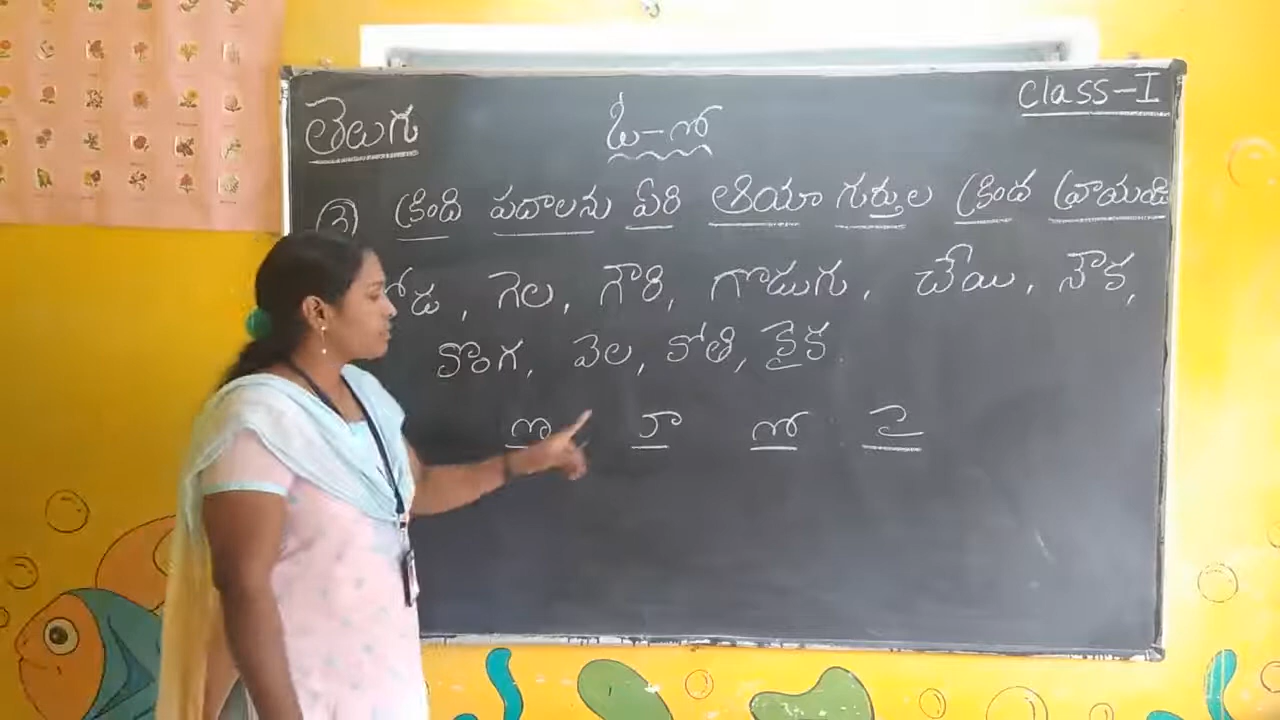 తెలుగు
ఓ-ో
Class-I
3) క్రింది పదాలను ఏరి ఆయా గుర్తుల క్రింద వ్రాయండి
గెల, గౌరి, గొడుగు, చేయి, నౌక,
కొంగ, వెల, కోతి, కైక
ొ ౌ ో ై